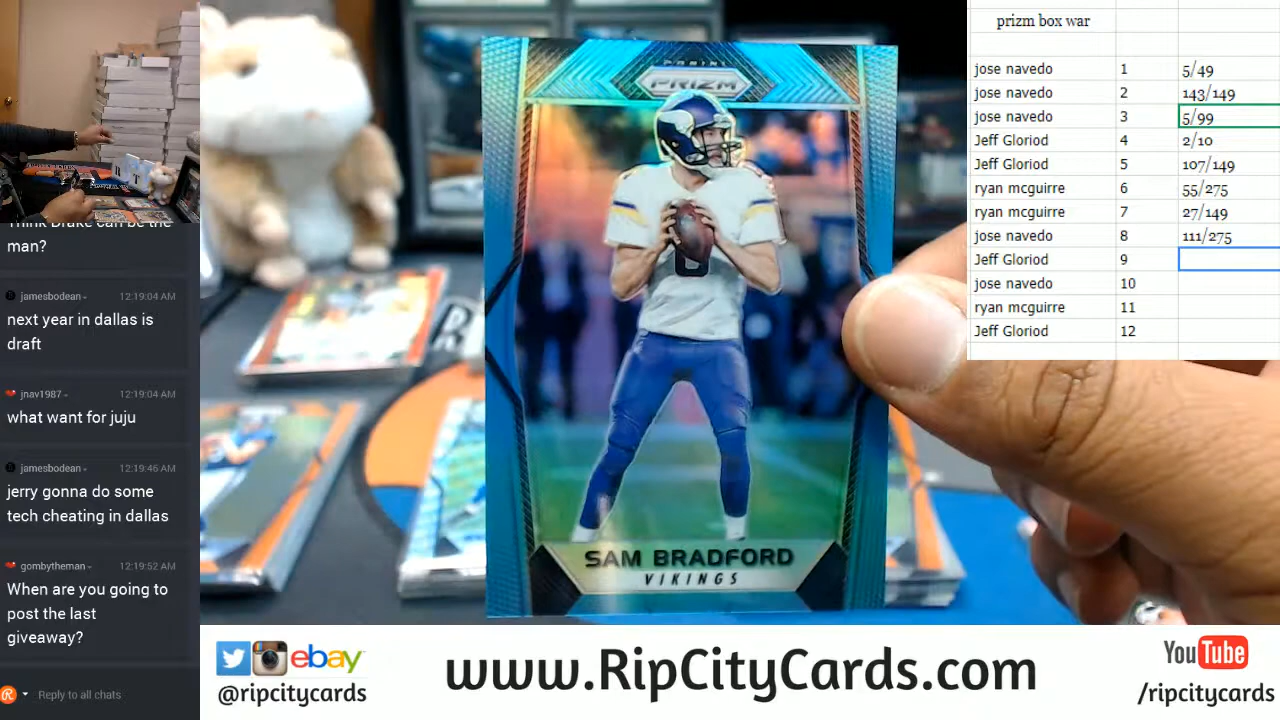 Think Drake can be the
man?
jamesbodean
12:19:04 AM
next year in dallas is
draft
jnav1987
12:19:04 AM
what want for juju
jamesbodean
12:19:46 AM
jerry gonna do some
tech cheating in dallas
gombytheman
12:19:52 AM
When are you going to
post the last
giveaway?
Reply to all chats
PANINI
PRIZM
SAM BRADFORD
VIKINGS
prizm box war
jose navedo 1 5/49
jose navedo 2 143/149
jose navedo 3 5/99
Jeff Gloriod 4 2/10
Jeff Gloriod 5 107/149
ryan mcguirre 6 55/275
ryan mcguirre 7 27/149
jose navedo 8 111/275
Jeff Gloriod 9
jose navedo 10
ryan mcguirre 11
Jeff Gloriod 12
ebay
@ripcitycards
www.RipCityCards.com
YouTube
/ripcitycards